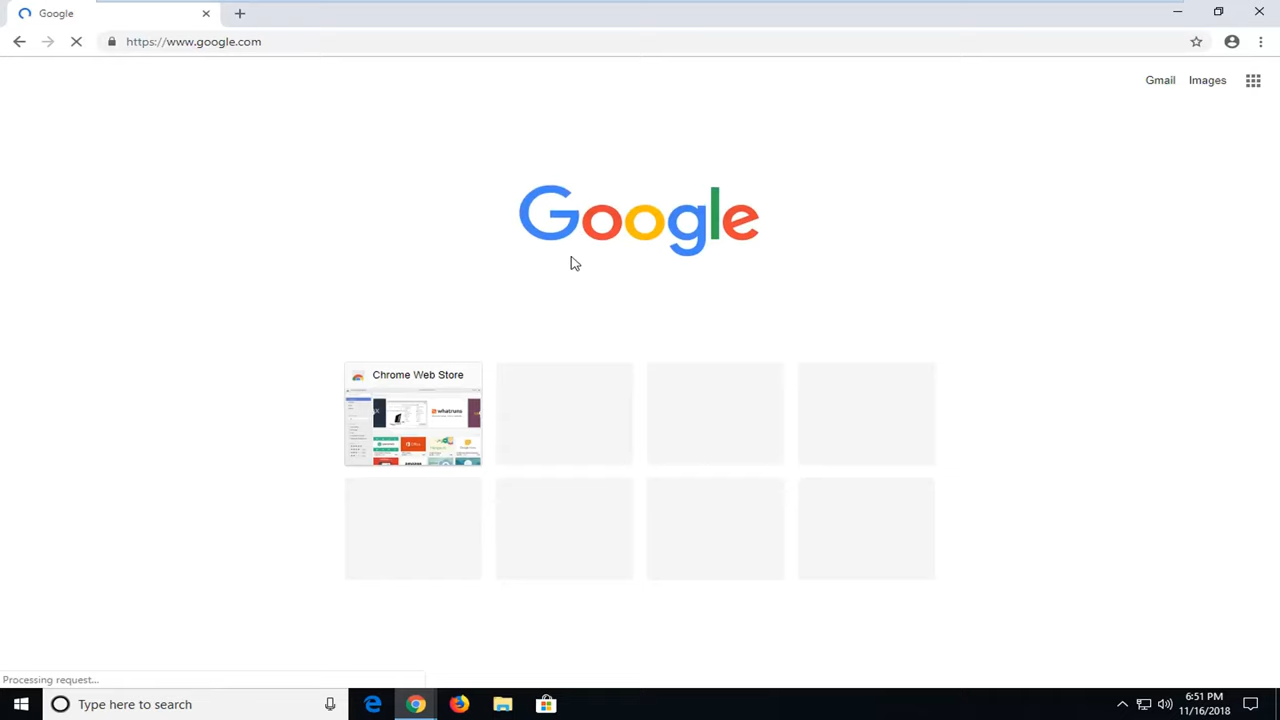 Google
https://www.google.com
Gmail Images
Google
Chrome Web Store
whatruns
Processing request...
Type here to search
6:51 PM
11/16/2018